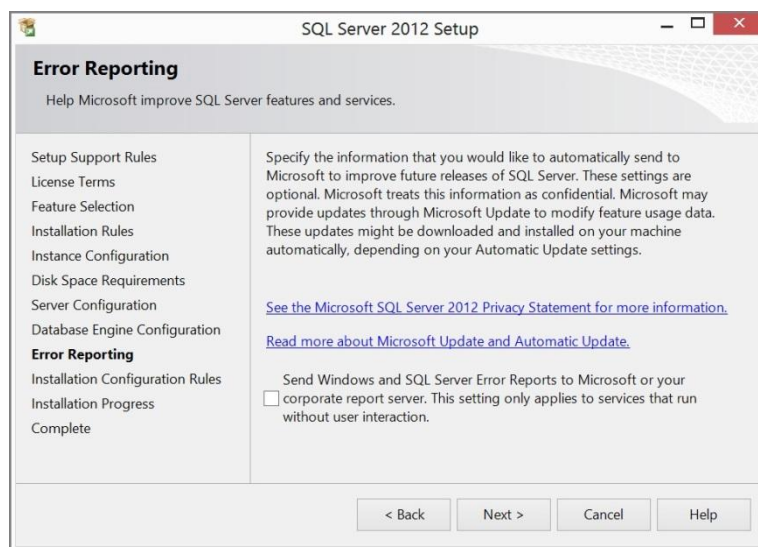 SQL Server 2012 Setup
Error Reporting
Help Microsoft improve SQL Server features and services.
Setup Support Rules
License Terms
Feature Selection
Installation Rules
Instance Configuration
Disk Space Requirements
Server Configuration
Database Engine Configuration
Error Reporting
Installation Configuration Rules
Installation Progress
Complete
Specify the information that you would like to automatically send to
Microsoft to improve future releases of SQL Server. These settings are
optional. Microsoft treats this information as confidential. Microsoft may
provide updates through Microsoft Update to modify feature usage data.
These updates might be downloaded and installed on your machine
automatically, depending on your Automatic Update settings.
See the Microsoft SQL Server 2012 Privacy Statement for more information.
Read more about Microsoft Update and Automatic Update.
Send Windows and SQL Server Error Reports to Microsoft or your
corporate report server. This setting only applies to services that run
without user interaction.
< Back Next > Cancel Help